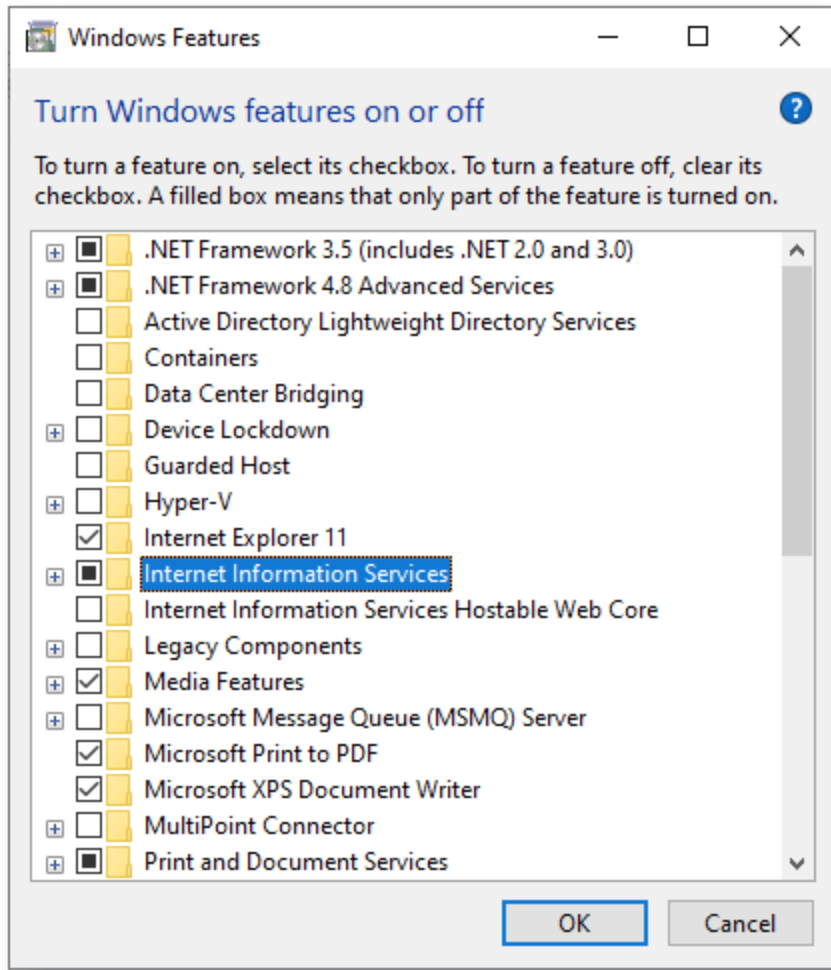 Windows Features
Turn Windows features on or off
?
To turn a feature on, select its checkbox. To turn a feature off, clear its
checkbox. A filled box means that only part of the feature is turned on.
.NET Framework 3.5 (includes .NET 2.0 and 3.0)
.NET Framework 4.8 Advanced Services
Active Directory Lightweight Directory Services
Containers
Data Center Bridging
Device Lockdown
Guarded Host
Hyper-V
Internet Explorer 11
Internet Information Services
Internet Information Services Hostable Web Core
Legacy Components
Media Features
Microsoft Message Queue (MSMQ) Server
Microsoft Print to PDF
Microsoft XPS Document Writer
MultiPoint Connector
Print and Document Services
OK
Cancel